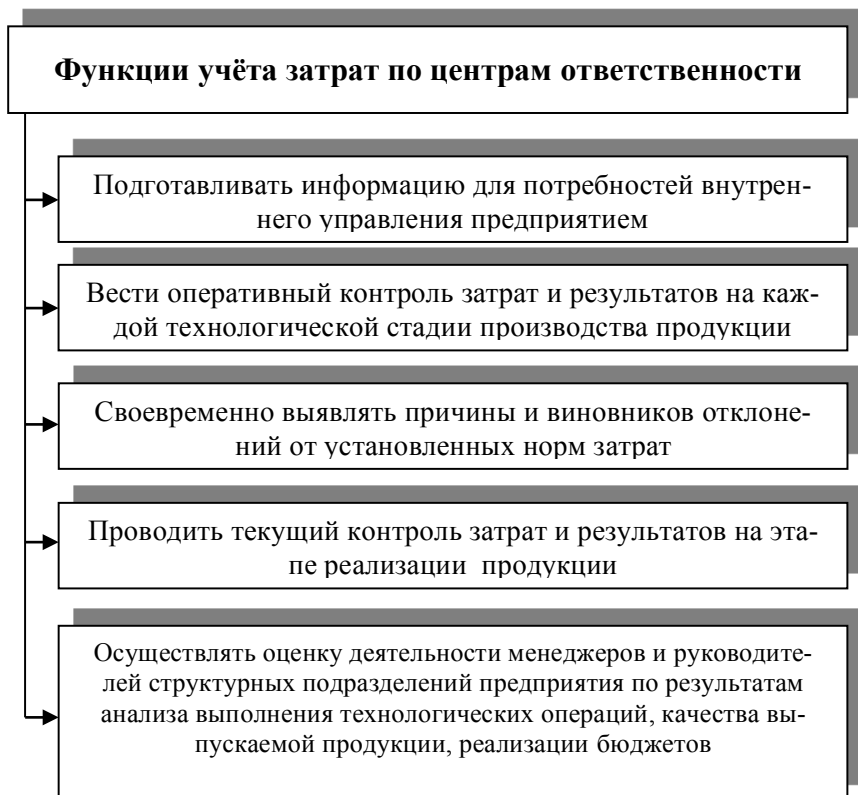 Функции учёта затрат по центрам ответственности
Подготавливать информацию для потребностей внутрен-
него управления предприятием
Вести оперативный контроль затрат и результатов на каж-
дой технологической стадии производства продукции
Своевременно выявлять причины и виновников отклоне-
ний от установленных норм затрат
Проводить текущий контроль затрат и результатов на эта-
пе реализации продукции
Осуществлять оценку деятельности менеджеров и руководите-
лей структурных подразделений предприятия по результатам
анализа выполнения технологических операций, качества вы-
пускаемой продукции, реализации бюджетов